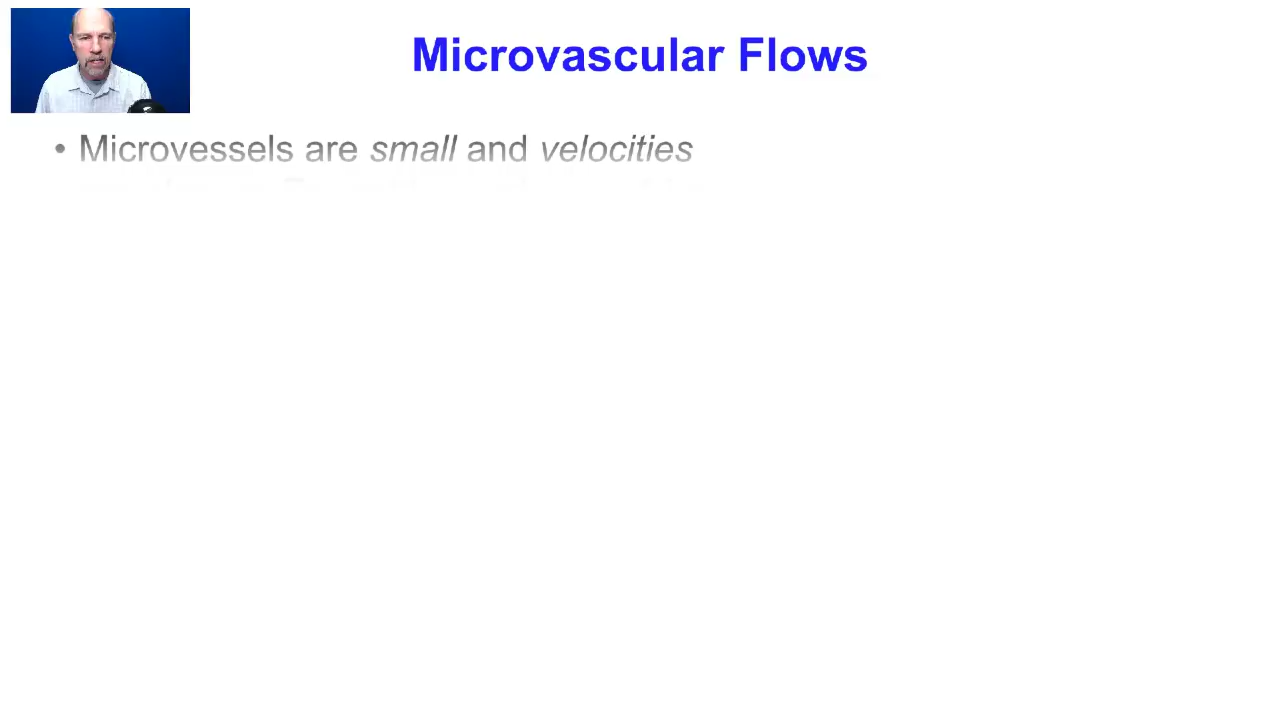 Microvascular Flows
• Microvessels are small and velocities